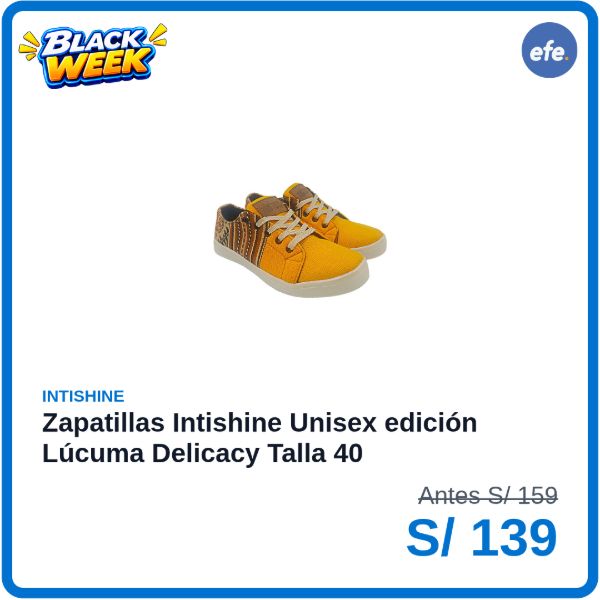 BLACK
WEEK
efe.
INTISHINE
Zapatillas Intishine Unisex edición
Lúcuma Delicacy Talla 40
Antes S/ 159
S/ 139